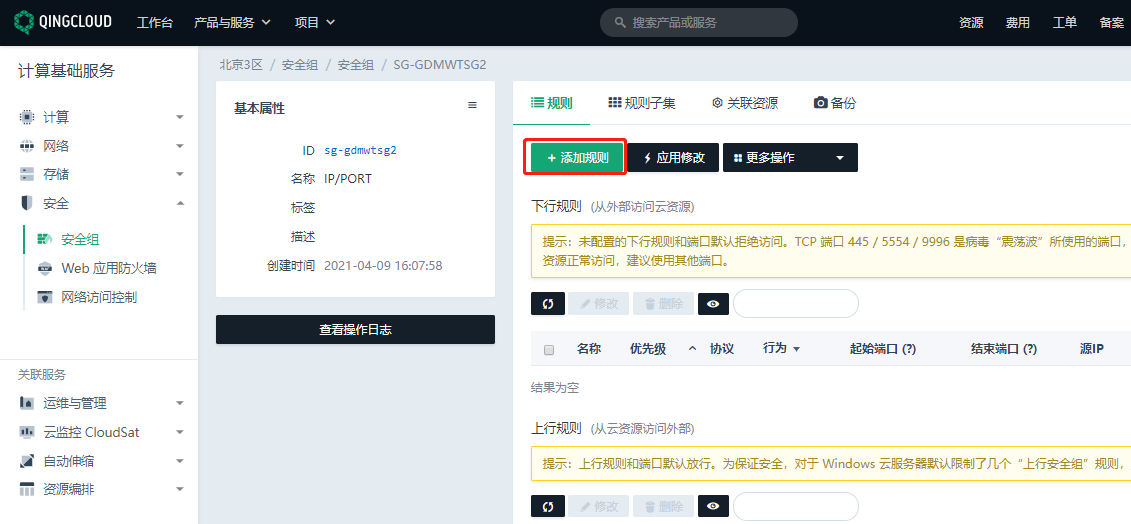 QINGCLOUD 工作台 产品与服务 项目 搜索产品或服务 资源 费用 工单 备案
计算基础服务
计算
网络
存储
安全
安全组
Web 应用防火墙
网络访问控制
关联服务
运维与管理
云监控 CloudSat
自动伸缩
资源编排
北京3区 / 安全组 / 安全组 / SG-GDMWTSG2
基本属性
ID sg-gdmwtsg2
名称 IP/PORT
标签
描述
创建时间 2021-04-09 16:07:58
查看操作日志
规则 规则子集 关联资源 备份
+ 添加规则 应用修改 更多操作
下行规则 (从外部访问云资源)
提示：未配置的下行规则和端口默认拒绝访问。TCP 端口 445 / 5554 / 9996 是病毒“震荡波”所使用的端口，
资源正常访问，建议使用其他端口。
修改 删除
名称 优先级 协议 行为 起始端口 (?) 结束端口 (?) 源IP
结果为空
上行规则 (从云资源访问外部)
提示：上行规则和端口默认放行。为保证安全，对于 Windows 云服务器默认限制了几个“上行安全组”规则，
修改 删除